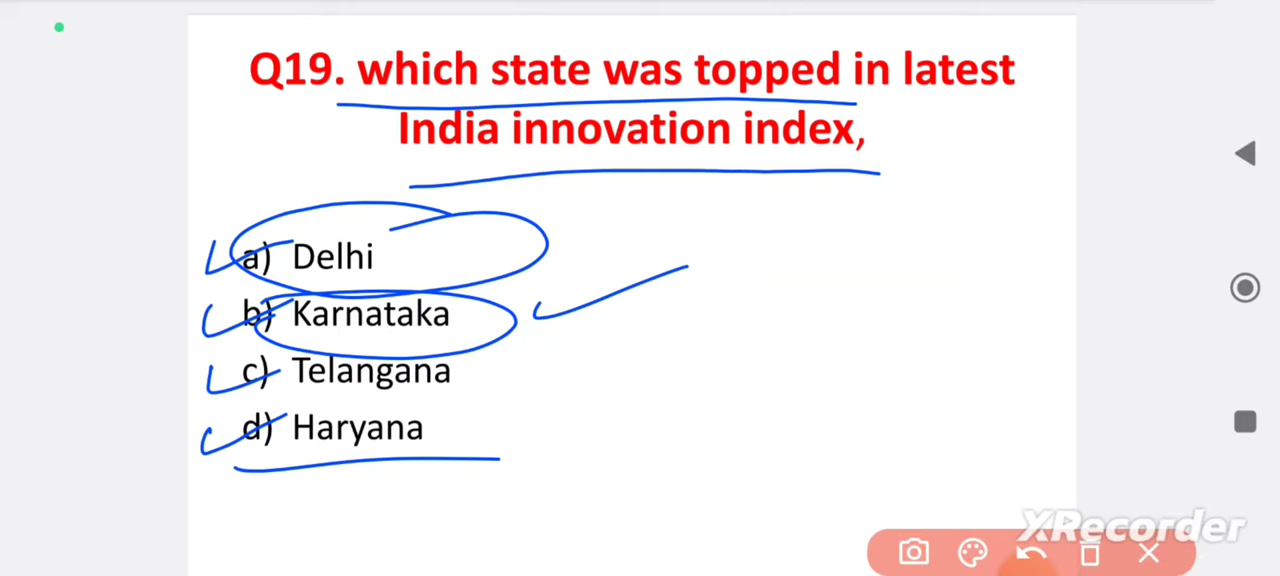 Q19. which state was topped in latest
India innovation index,
a) Delhi
b) Karnataka
c) Telangana
d) Haryana
XRecorder